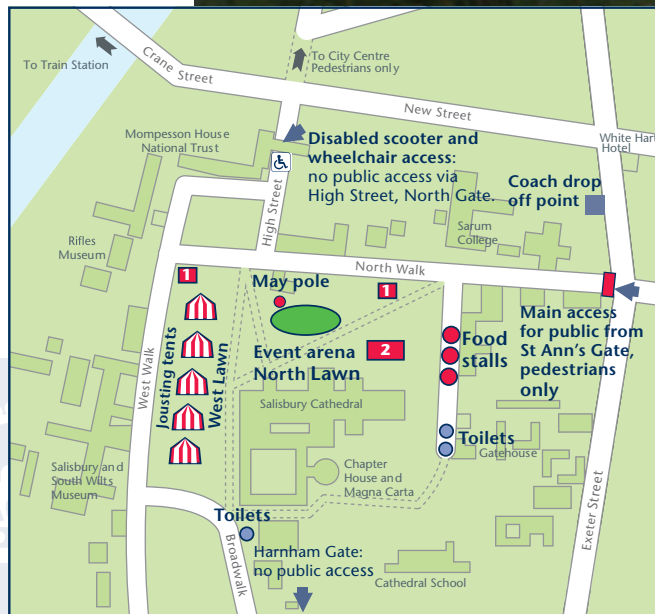 To Train Station
Crane Street
To City Centre
Pedestrians only
New Street
White Hart
Hotel
Mompesson House
National Trust
Disabled scooter and
wheelchair access:
no public access via
High Street, North Gate.
Coach drop
off point
High Street
Rifles
Museum
Sarum
College
North Walk
1
May pole
1
Main access
for public from
St Ann's Gate,
pedestrians
only
Food
stalls
Event arena
North Lawn
2
Jousting tents
West Lawn
West Walk
Salisbury Cathedral
Toilets
Gatehouse
Salisbury and
South Wilts
Museum
Chapter
House and
Magna Carta
Toilets
Broadwalk
Harnham Gate:
no public access
Cathedral School
Exeter Street